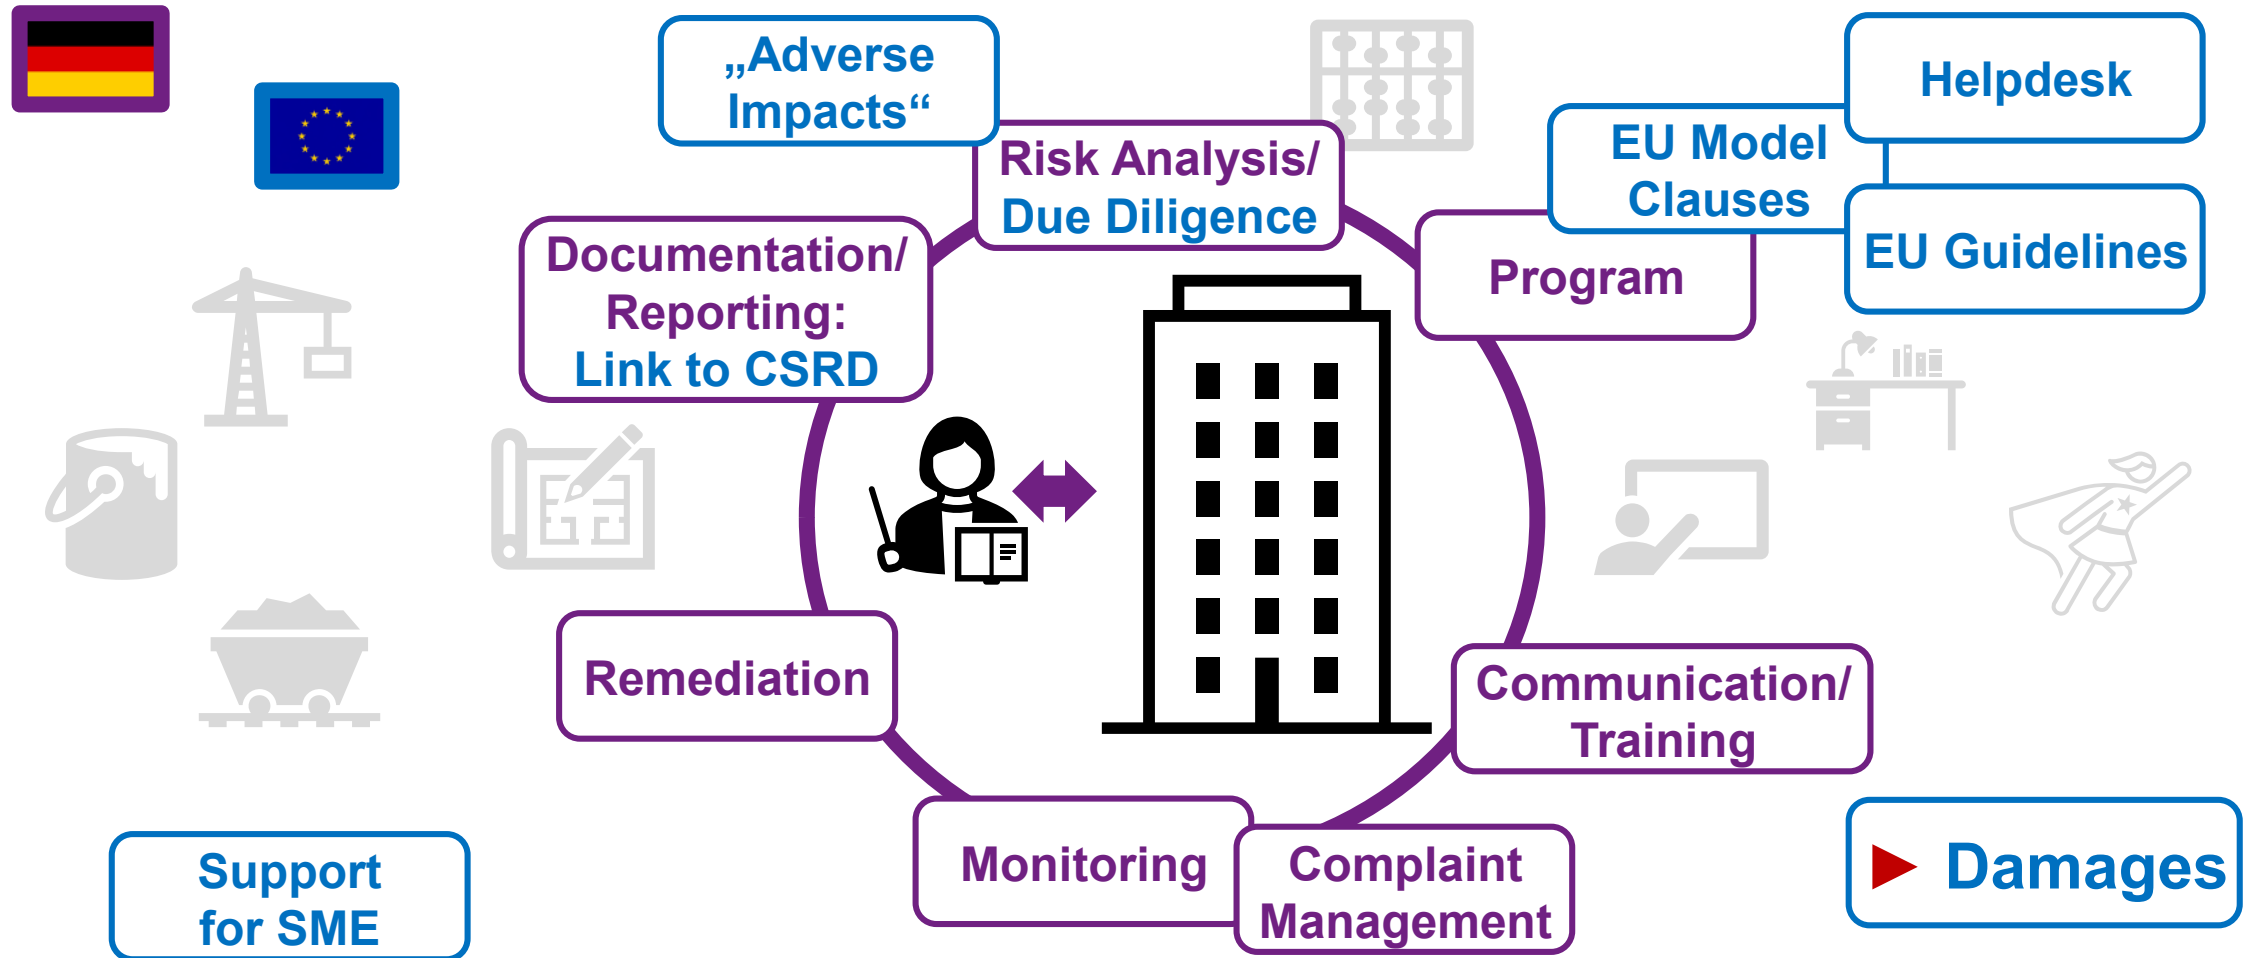 „Adverse
Impacts“
Helpdesk
EU Model
Clauses
EU Guidelines
Risk Analysis/
Due Diligence
Program
Documentation/
Reporting:
Link to CSRD
Remediation
Communication/
Training
Monitoring
Complaint
Management
Support
for SME
► Damages